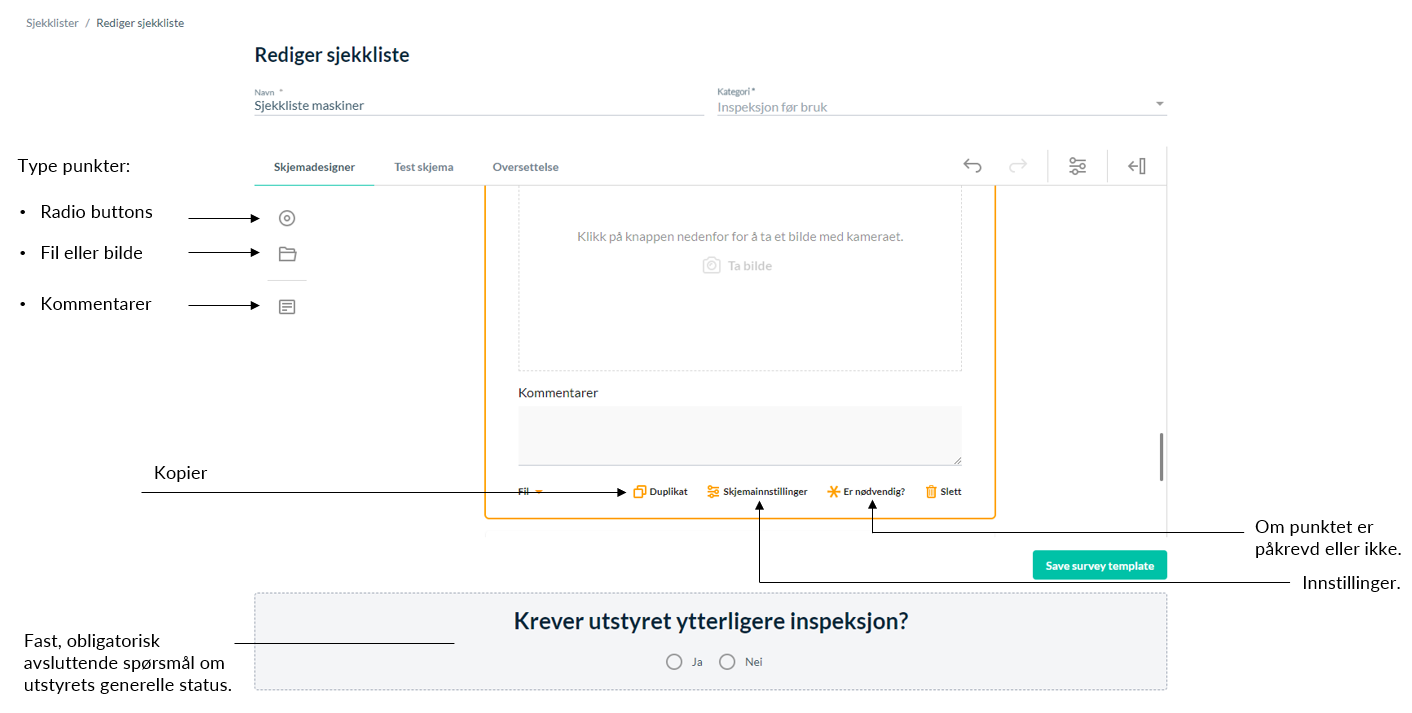 Sjekklister / Rediger sjekkliste
Rediger sjekkliste
Navn *
Sjekkliste maskiner
Kategori *
Inspeksjon før bruk
Type punkter:
Skjemadesigner
Test skjema
Oversettelse
• Radio buttons
• Fil eller bilde
• Kommentarer
Klikk på knappen nedenfor for å ta et bilde med kameraet.
Ta bilde
Kommentarer
Kopier
Fil
Duplikat
Skjemainnstillinger
Er nødvendig?
Slett
Om punktet er
påkrevd eller ikke.
Save survey template
Innstillinger.
Krever utstyret ytterligere inspeksjon?
Ja
Nei
Fast, obligatorisk
avsluttende spørsmål om
utstyrets generelle status.